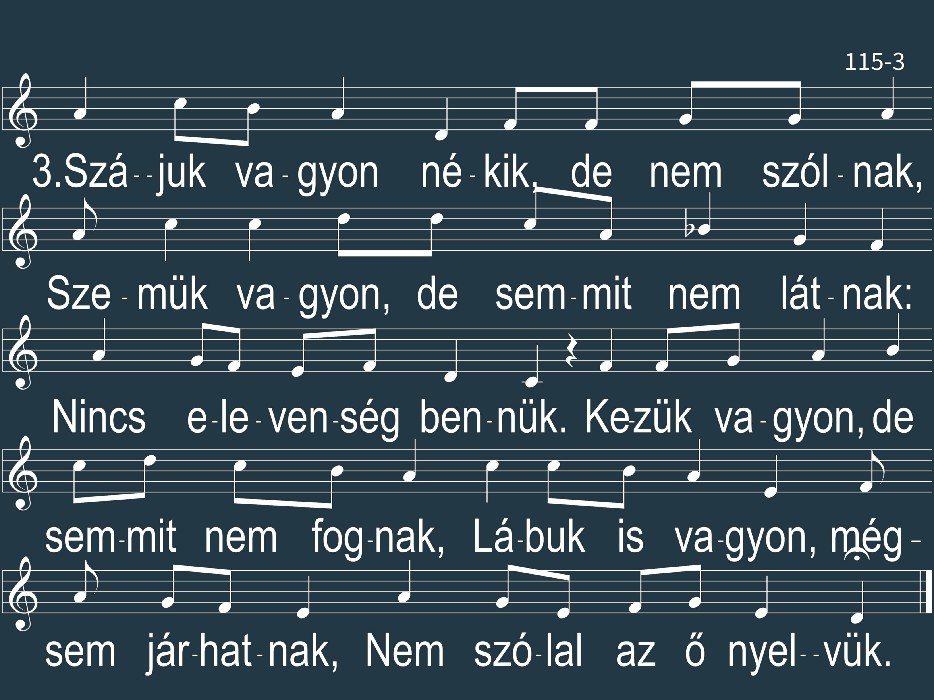 115-3
3.Szá--juk va-gyon né-kik, de nem szól-nak,
Sze-mük va-gyon, de sem-mit nem lát-nak:
Nincs e-le-ven-ség ben-nük. Ke-zük va-gyon, de
sem-mit nem fog-nak, Lá-buk is va-gyon, még-
sem jár-hat-nak, Nem szó-lal az ő nyel--vük.